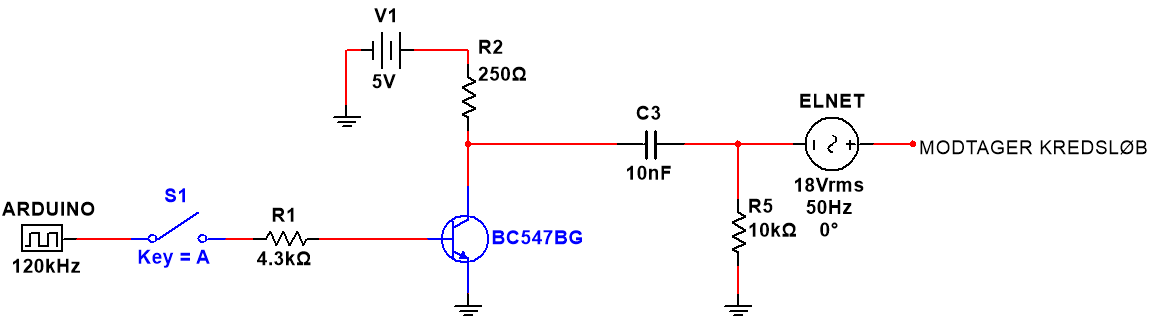 V1
5V
R2
250Ω
C3
10nF
ELNET
18Vrms
50Hz
0°
MODTAGER KREDSLØB
R5
10kΩ
ARDUINO
120kHz
S1
Key = A
R1
4.3kΩ
BC547BG